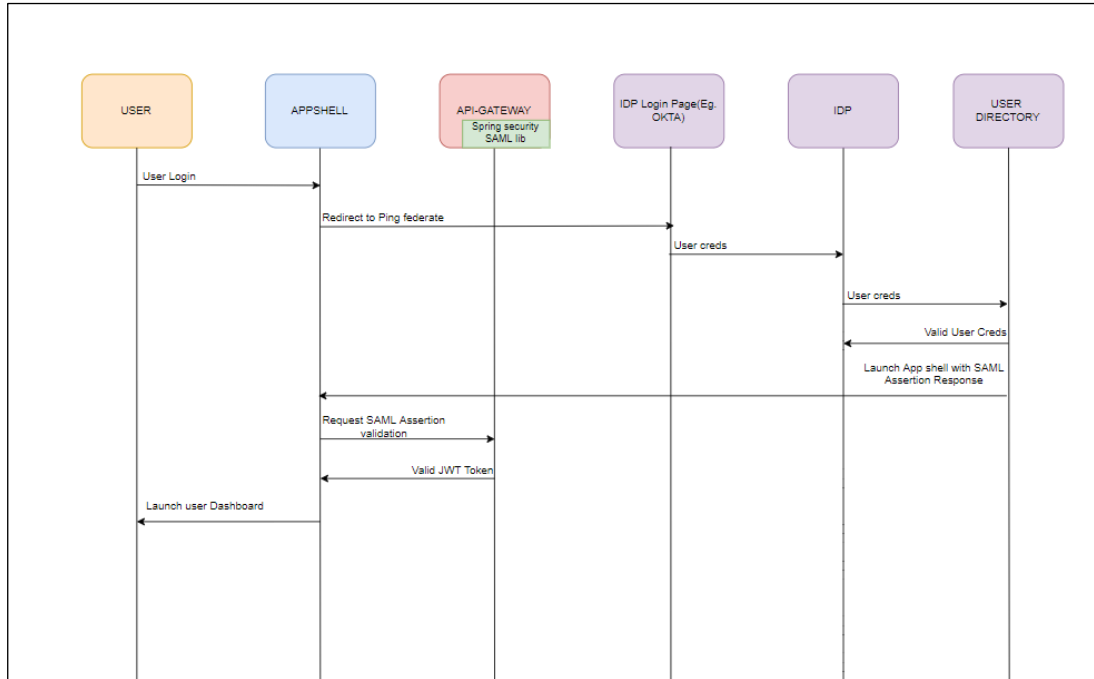 USER
APPSHELL
API-GATEWAY
Spring security
SAML lib
IDP Login Page(Eg.
OKTA)
IDP
USER
DIRECTORY
User Login
Redirect to Ping federate
User creds
User creds
Valid User Creds
Launch App shell with SAML
Assertion Response
Request SAML Assertion
validation
Valid JWT Token
Launch user Dashboard